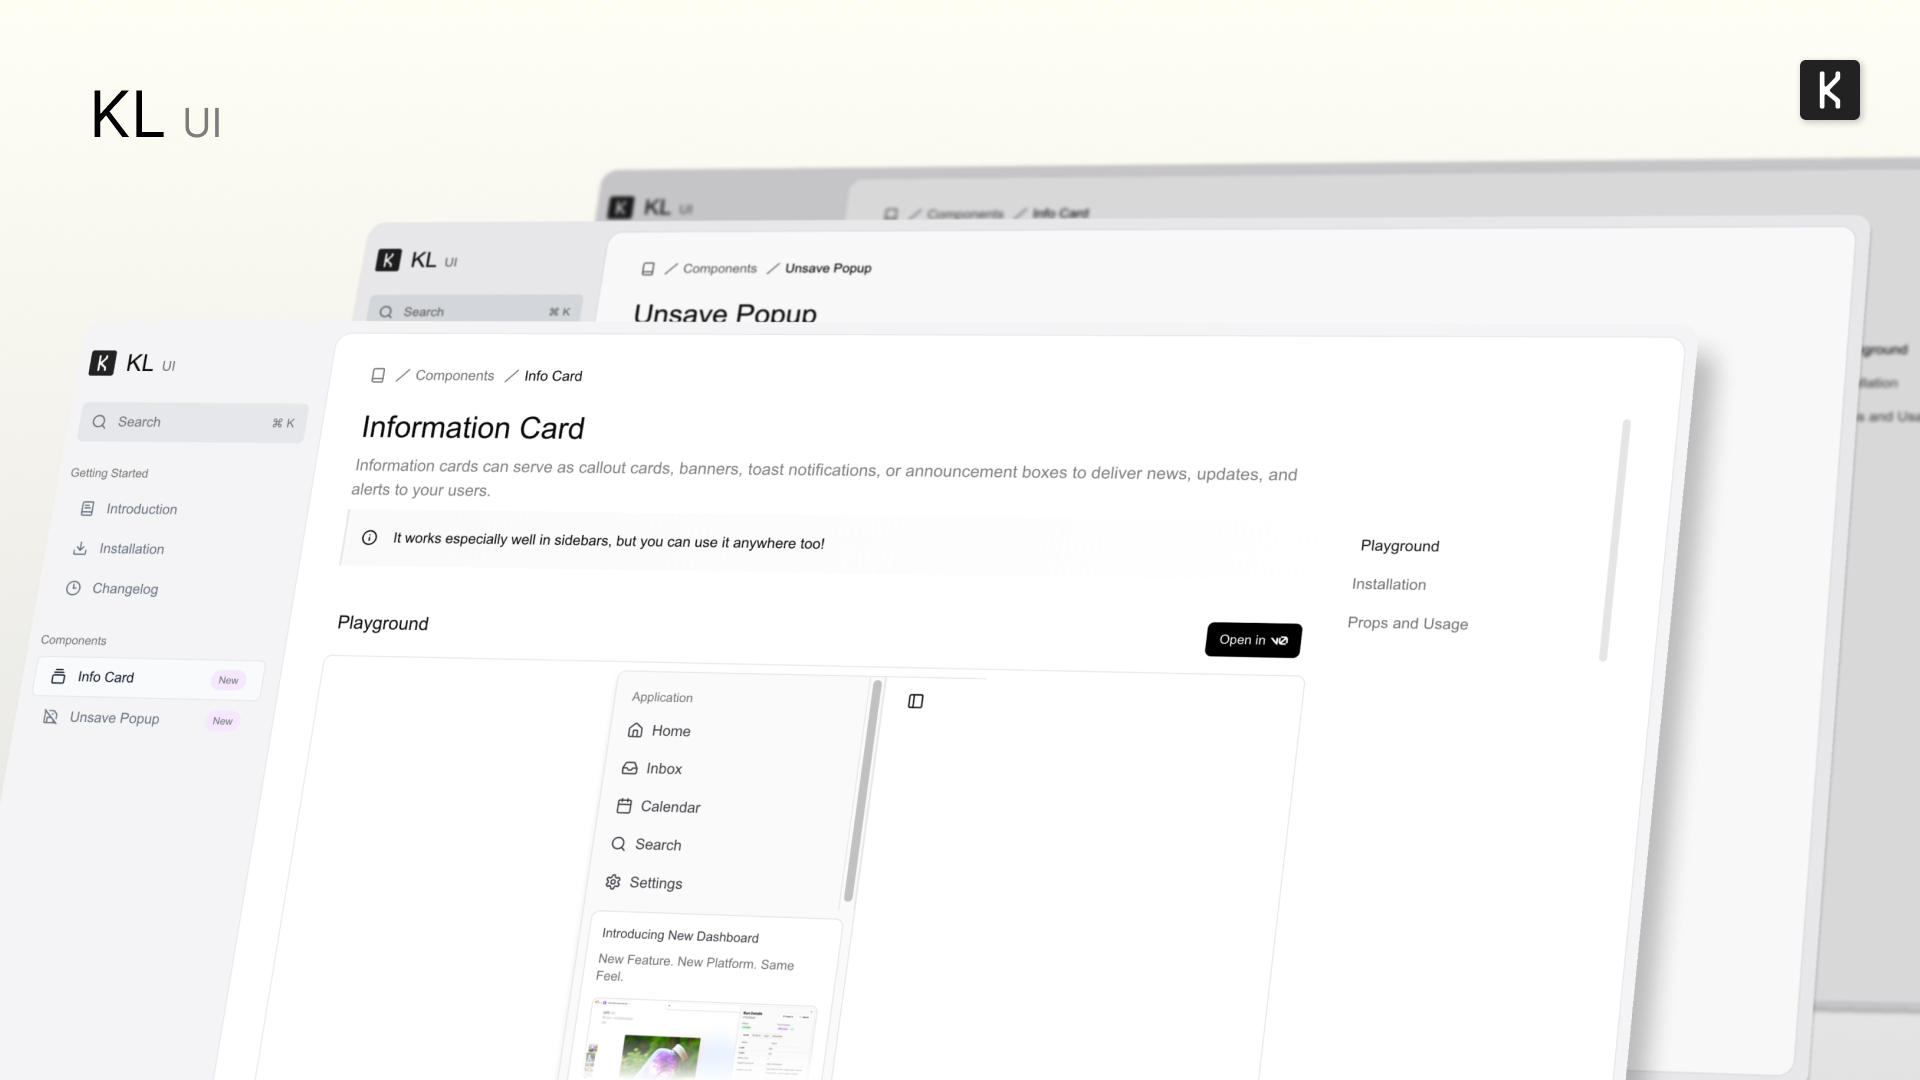 KL UI
K
K KL UI
Components Info Card
K KL UI
Components Unsave Popup
Search ⌘ K
Unsave Popup
K KL UI
Components Info Card
Search ⌘ K
Information Card
Information cards can serve as callout cards, banners, toast notifications, or announcement boxes to deliver news, updates, and
alerts to your users.
Getting Started
Introduction
Installation
Changelog
It works especially well in sidebars, but you can use it anywhere too!
Playground
Installation
Props and Usage
Playground
Open in v0
Components
Info Card New
Unsave Popup New
Application
Home
Inbox
Calendar
Search
Settings
Introducing New Dashboard
New Feature. New Platform. Same
Feel.